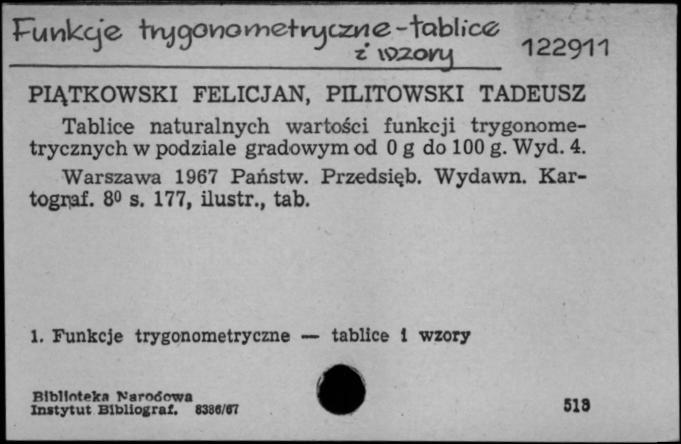 Funkcje trygonometryczne-tablice
i wzory
122911
PIĄTKOWSKI FELICJAN, PILITOWSKI TADEUSZ
Tablice naturalnych wartości funkcji trygonome-
trycznych w podziale gradowym od 0 g do 100 g. Wyd. 4.
Warszawa 1967 Państw. Przedsięb. Wydawn. Kar-
tograf. 8⁰ s. 177, ilustr., tab.
1. Funkcje trygonometryczne — tablice i wzory
Biblioteka Narodowa
Instytut Bibliograf. 8386/67
513